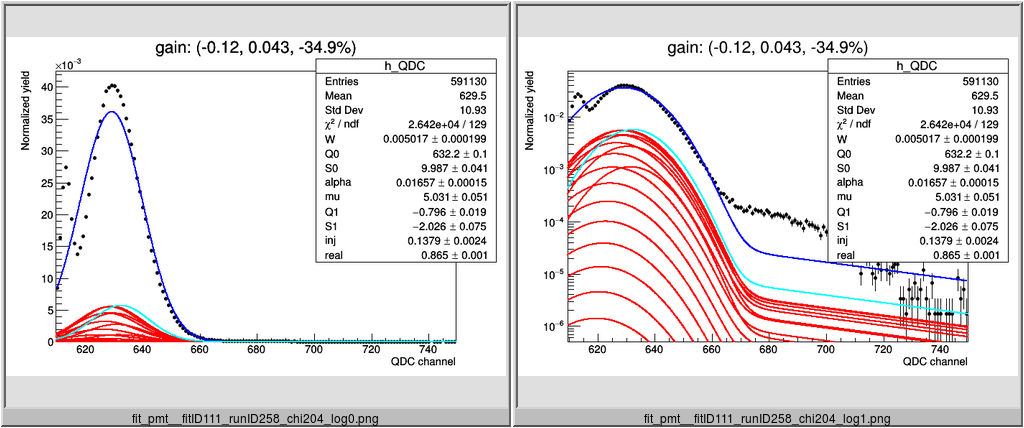 gain: (-0.12, 0.043, -34.9%)
×10⁻³
Normalized yield
40
35
30
25
20
15
10
5
0
620 640 660 680 700 720 740
QDC channel
h_QDC
Entries 591130
Mean 629.5
Std Dev 10.93
χ² / ndf 2.642e+04 / 129
W 0.005017 ± 0.000199
Q0 632.2 ± 0.1
S0 9.987 ± 0.041
alpha 0.01657 ± 0.00015
mu 5.031 ± 0.051
Q1 −0.796 ± 0.019
S1 −2.026 ± 0.075
inj 0.1379 ± 0.0024
real 0.865 ± 0.001
fit_pmt__fitID111_runID258_chi204_log0.png
gain: (-0.12, 0.043, -34.9%)
Normalized yield
10⁻²
10⁻³
10⁻⁴
10⁻⁵
10⁻⁶
620 640 660 680 700 720 740
QDC channel
h_QDC
Entries 591130
Mean 629.5
Std Dev 10.93
χ² / ndf 2.642e+04 / 129
W 0.005017 ± 0.000199
Q0 632.2 ± 0.1
S0 9.987 ± 0.041
alpha 0.01657 ± 0.00015
mu 5.031 ± 0.051
Q1 −0.796 ± 0.019
S1 −2.026 ± 0.075
inj 0.1379 ± 0.0024
real 0.865 ± 0.001
fit_pmt__fitID111_runID258_chi204_log1.png